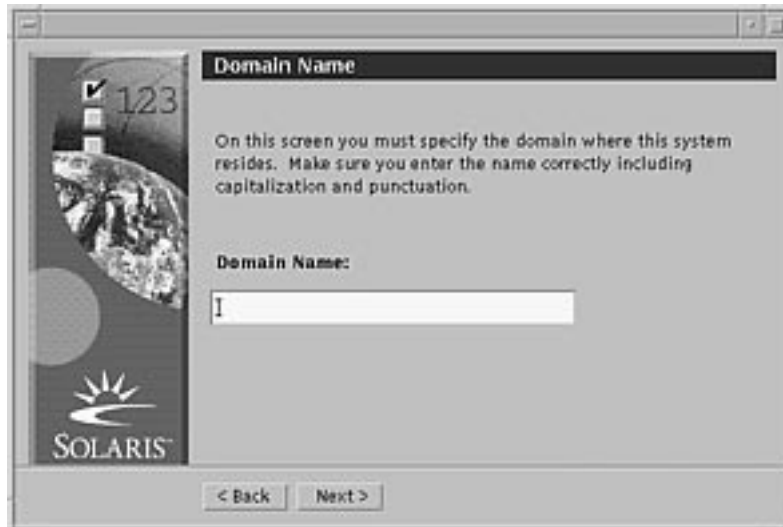 Domain Name
123
On this screen you must specify the domain where this system
resides. Make sure you enter the name correctly including
capitalization and punctuation.
Domain Name:
SOLARIS™
< Back
Next >